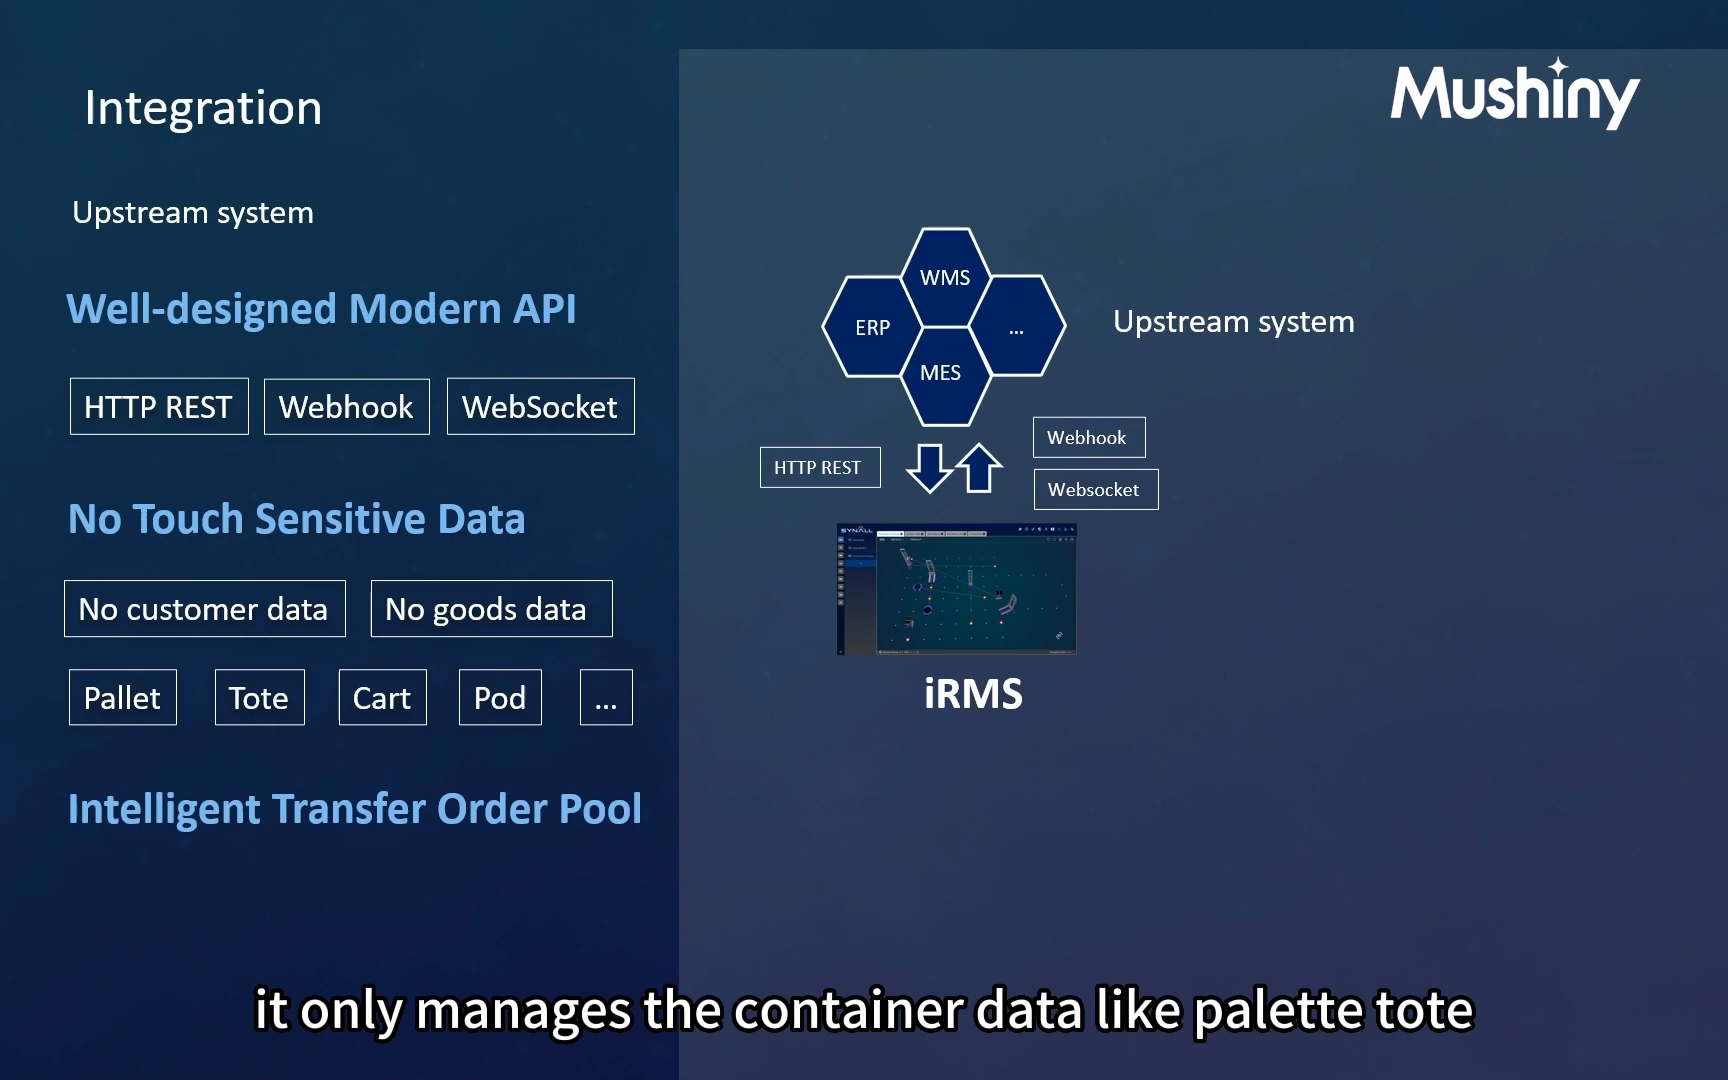 Integration
Mushiny
Upstream system
Well-designed Modern API
HTTP REST Webhook WebSocket
No Touch Sensitive Data
No customer data No goods data
Pallet Tote Cart Pod ...
Intelligent Transfer Order Pool
WMS
ERP ...
MES
Upstream system
HTTP REST
Webhook
Websocket
SYNALL
iRMS
it only manages the container data like palette tote